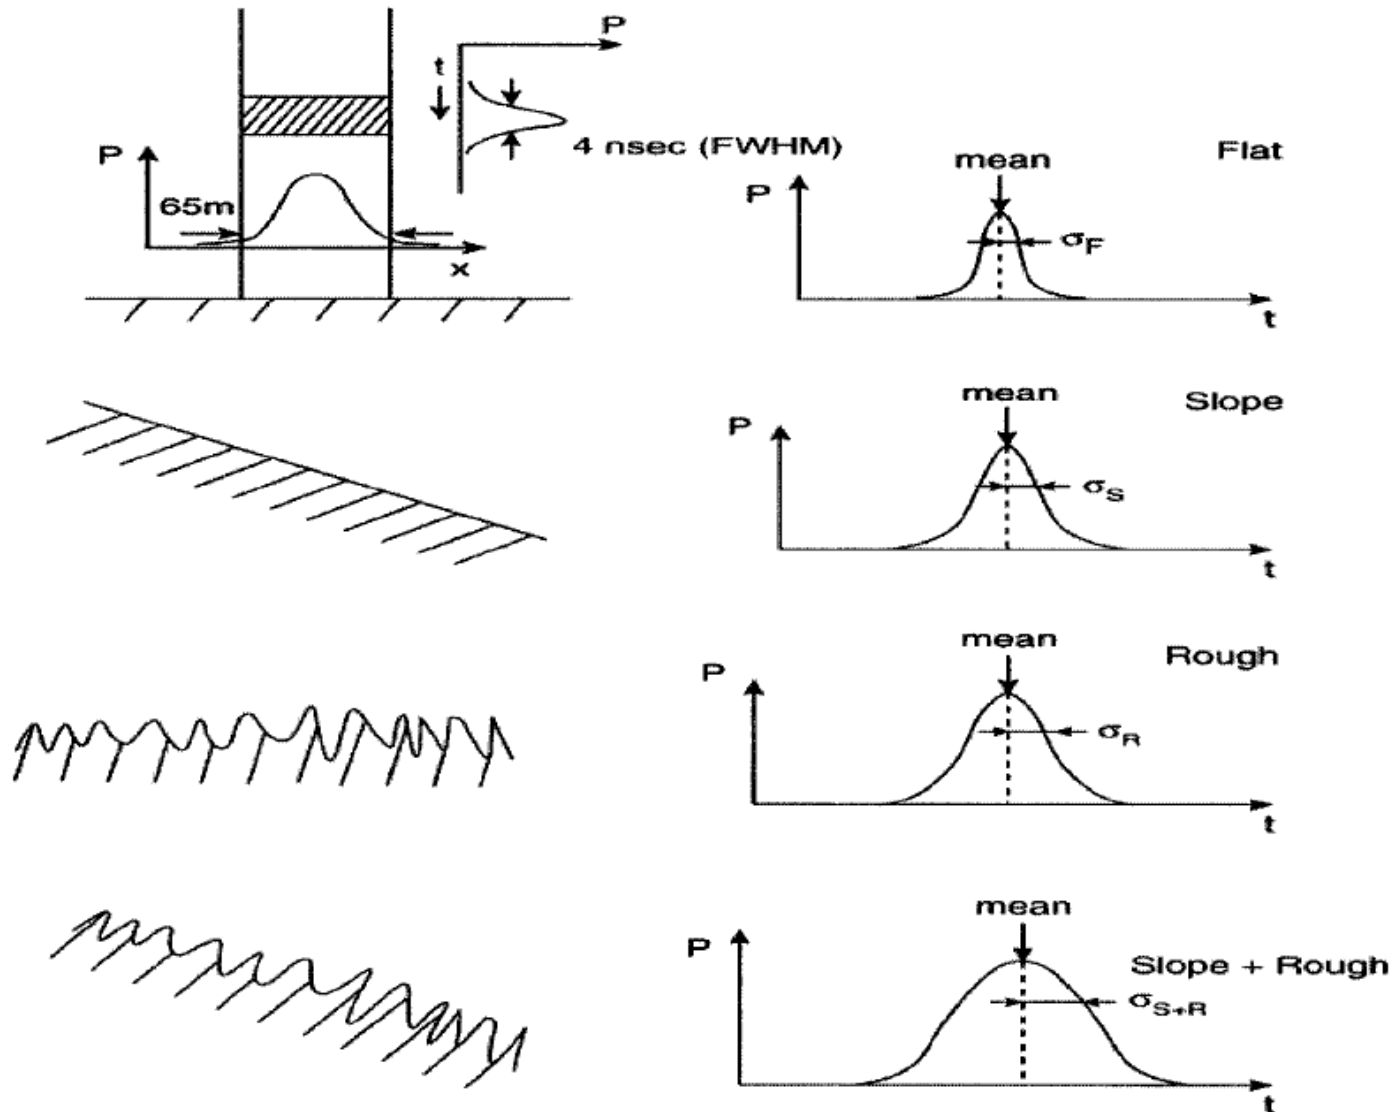 P
t
4 nsec (FWHM)
P
65m
x
mean
Flat
P
σF
t
mean
Slope
P
σS
t
mean
Rough
P
σR
t
mean
P
Slope + Rough
σS+R
t